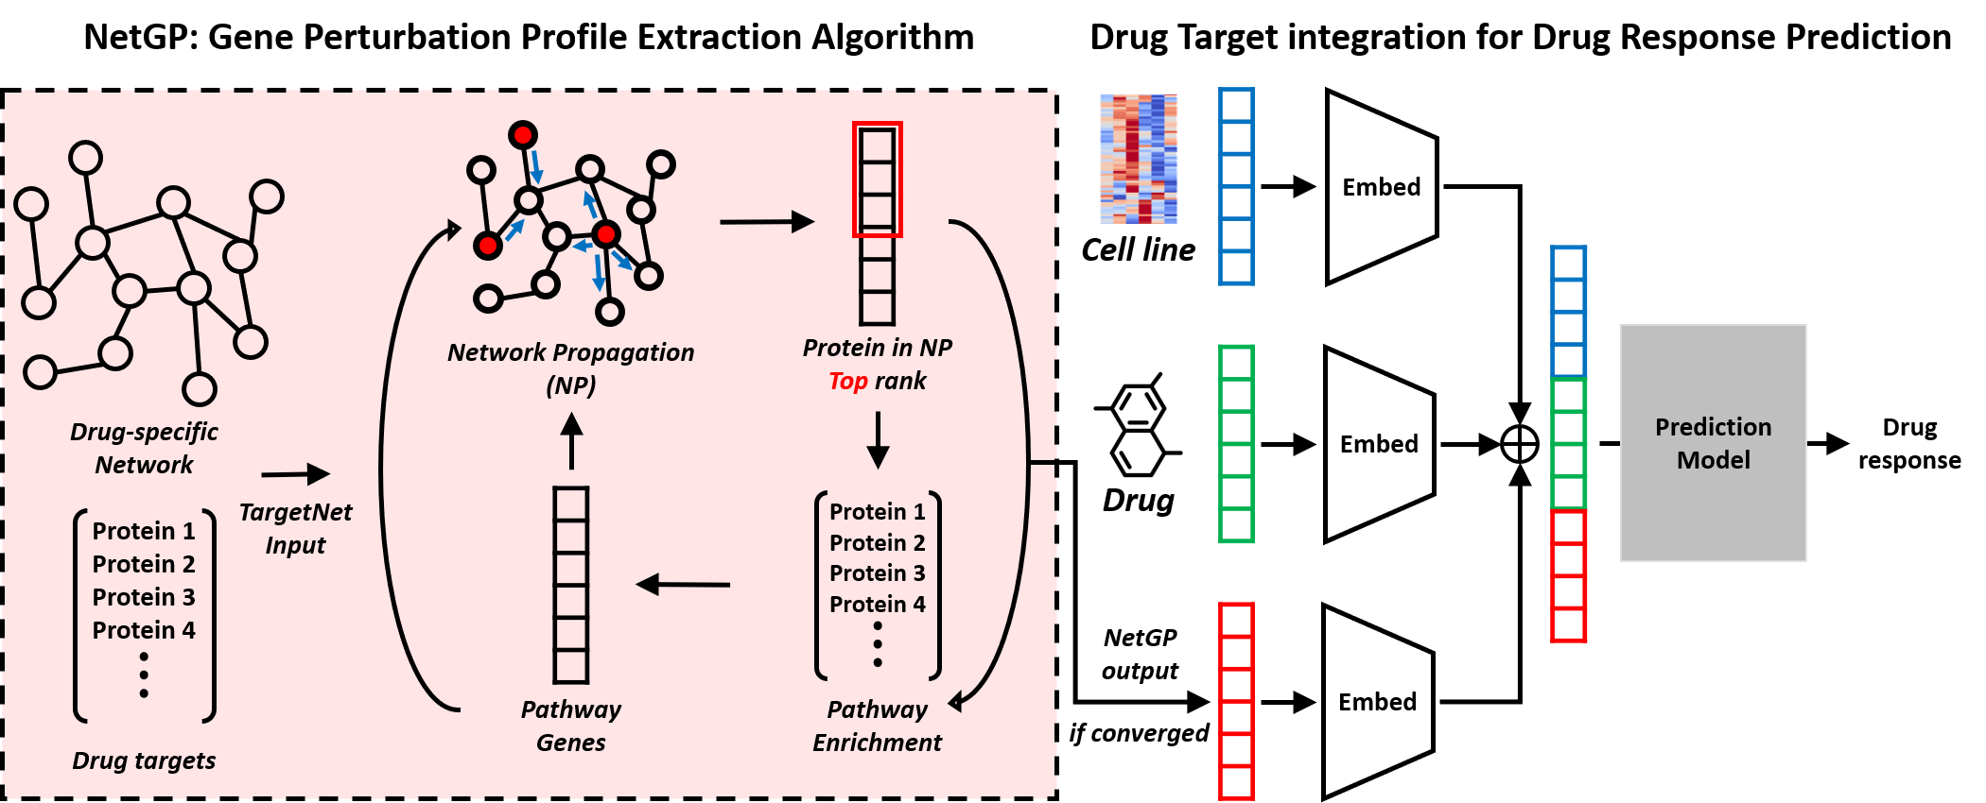 NetGP: Gene Perturbation Profile Extraction Algorithm
Drug Target integration for Drug Response Prediction
Drug-specific
Network
Protein 1
Protein 2
Protein 3
Protein 4
Drug targets
TargetNet
Input
Network Propagation
(NP)
Pathway
Genes
Protein in NP
Top rank
Protein 1
Protein 2
Protein 3
Protein 4
Pathway
Enrichment
Cell line
Embed
Drug
Embed
NetGP
output
if converged
Embed
Prediction
Model
Drug
response